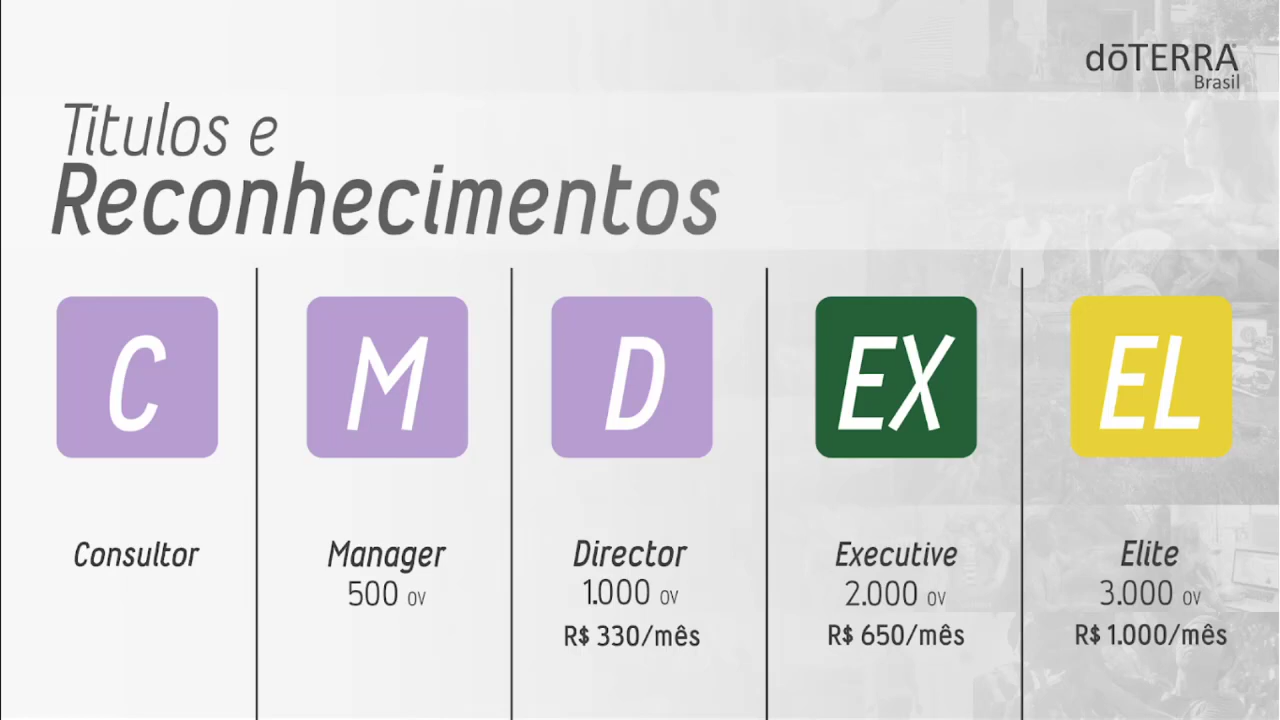 dōTERRA
Brasil
Titulos e
Reconhecimentos
C
M
D
EX
EL
Consultor
Manager
500 OV
Director
1.000 OV
R$ 330/mês
Executive
2.000 OV
R$ 650/mês
Elite
3.000 OV
R$ 1.000/mês